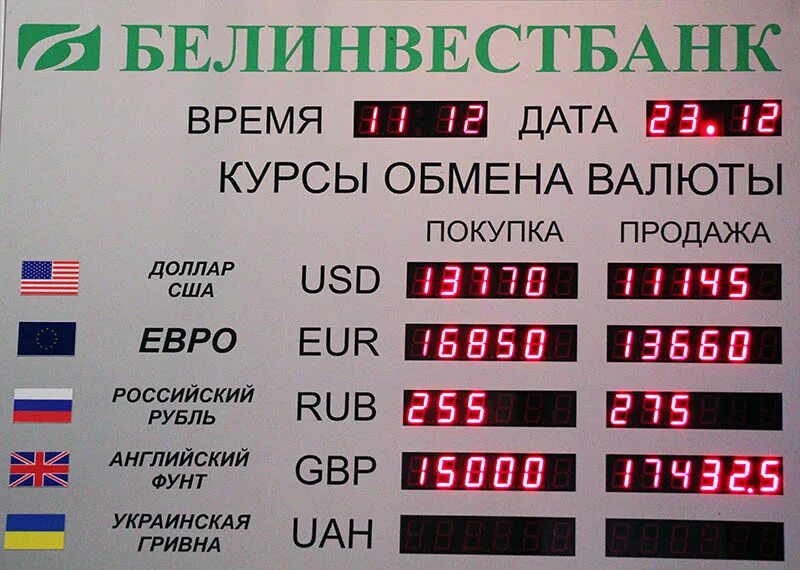 БЕЛИНВЕСТБАНК
ВРЕМЯ 11 12 ДАТА 23.12
КУРСЫ ОБМЕНА ВАЛЮТЫ
ПОКУПКА ПРОДАЖА
ДОЛЛАР
США
USD 13770 11145
ЕВРО EUR 16850 13660
РОССИЙСКИЙ
РУБЛЬ
RUB 255 275
АНГЛИЙСКИЙ
ФУНТ
GBP 15000 17432.5
УКРАИНСКАЯ
ГРИВНА
UAH